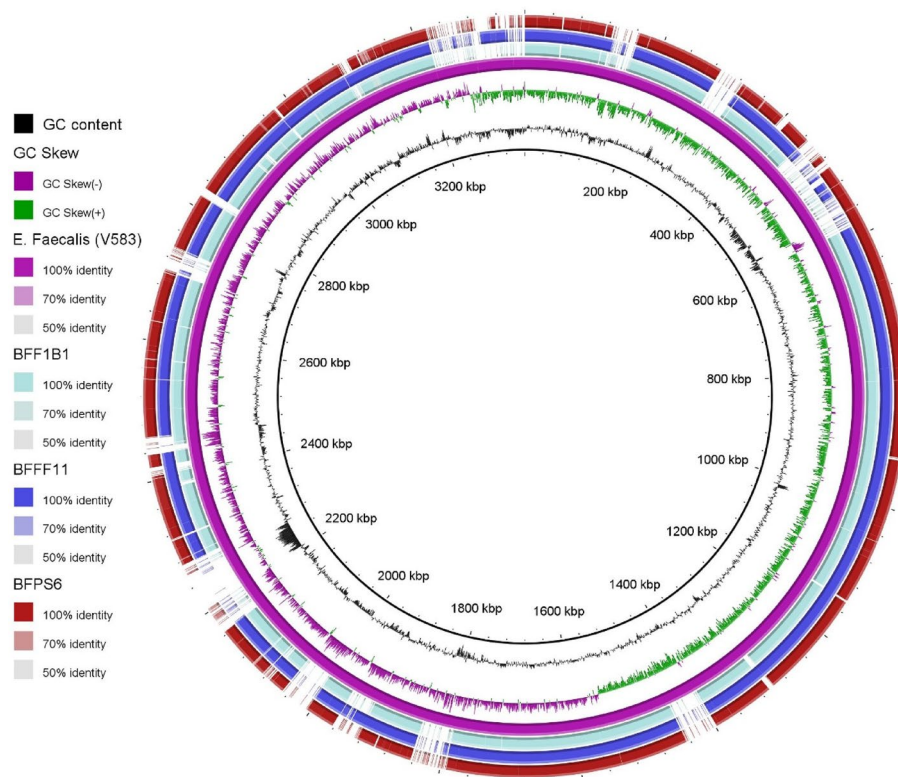 GC content
GC Skew
GC Skew(-)
GC Skew(+)
E. Faecalis (V583)
100% identity
70% identity
50% identity
BFF1B1
100% identity
70% identity
50% identity
BFFF11
100% identity
70% identity
50% identity
BFPS6
100% identity
70% identity
50% identity
200 kbp
400 kbp
600 kbp
800 kbp
1000 kbp
1200 kbp
1400 kbp
1600 kbp
1800 kbp
2000 kbp
2200 kbp
2400 kbp
2600 kbp
2800 kbp
3000 kbp
3200 kbp